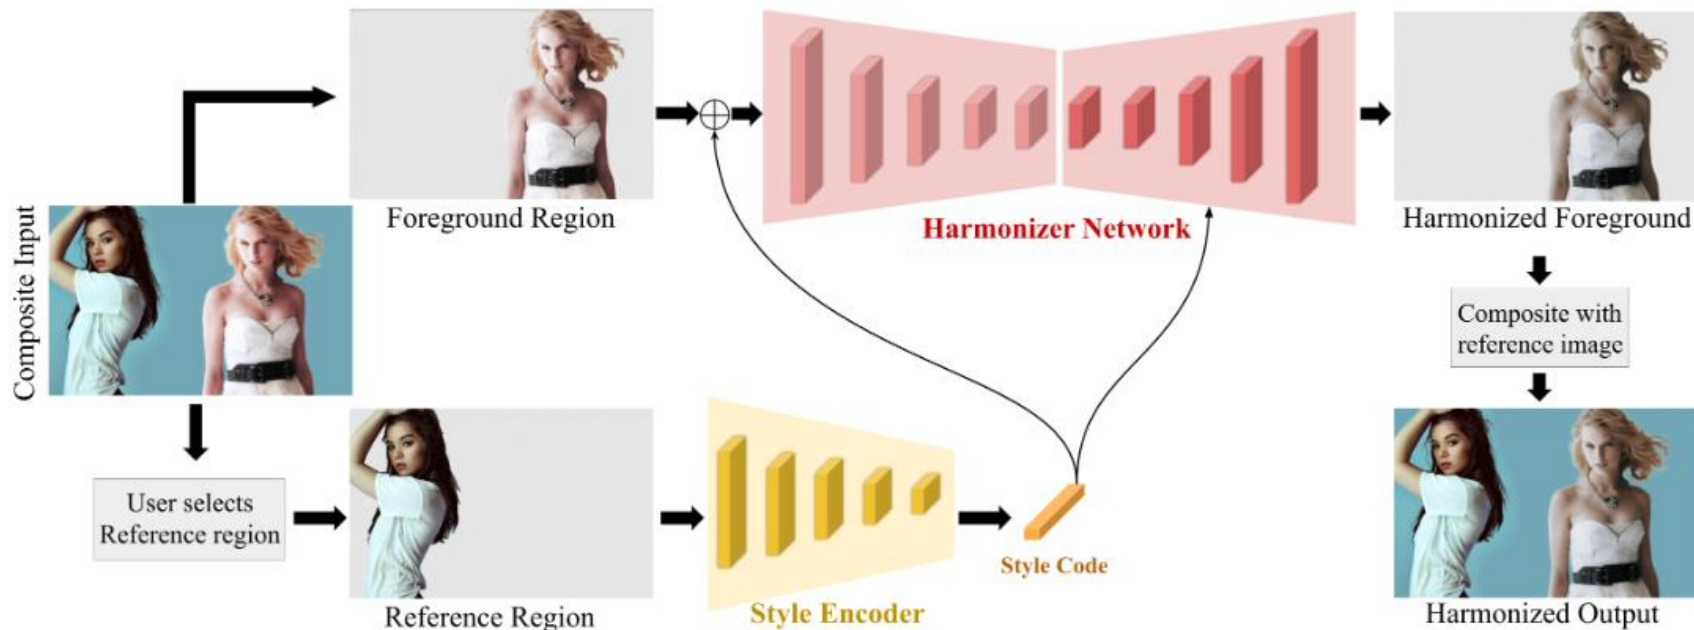 Composite Input
Foreground Region
Harmonizer Network
Harmonized Foreground
Composite with
reference image
User selects
Reference region
Reference Region
Style Encoder
Style Code
Harmonized Output